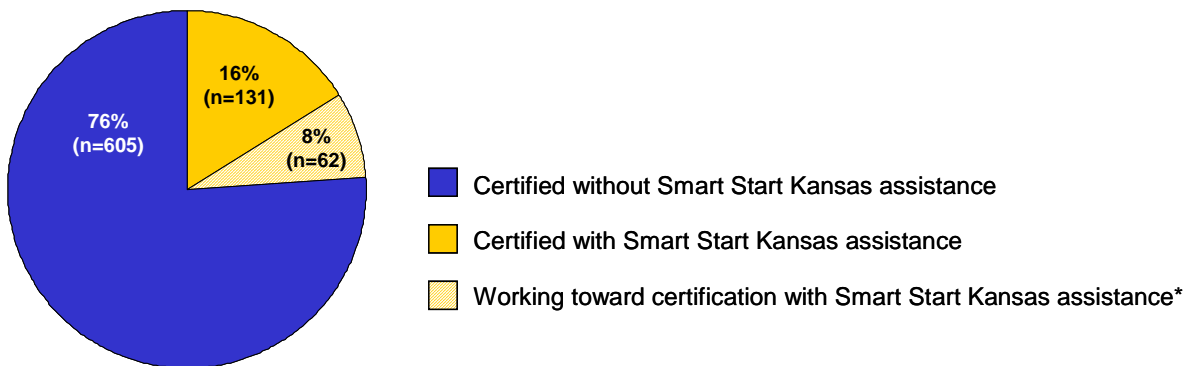 16%
(n=131)
76%
(n=605)
8%
(n=62)
Certified without Smart Start Kansas assistance
Certified with Smart Start Kansas assistance
Working toward certification with Smart Start Kansas assistance*